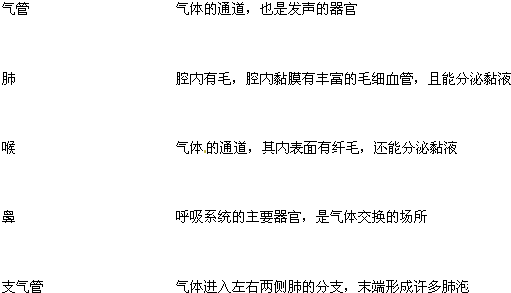 气管 气体的通道，也是发声的器官
肺 腔内有毛，腔内黏膜有丰富的毛细血管，且能分泌黏液
喉 气体的通道，其内表面有纤毛，还能分泌黏液
鼻 呼吸系统的主要器官，是气体交换的场所
支气管 气体进入左右两侧肺的分支，末端形成许多肺泡